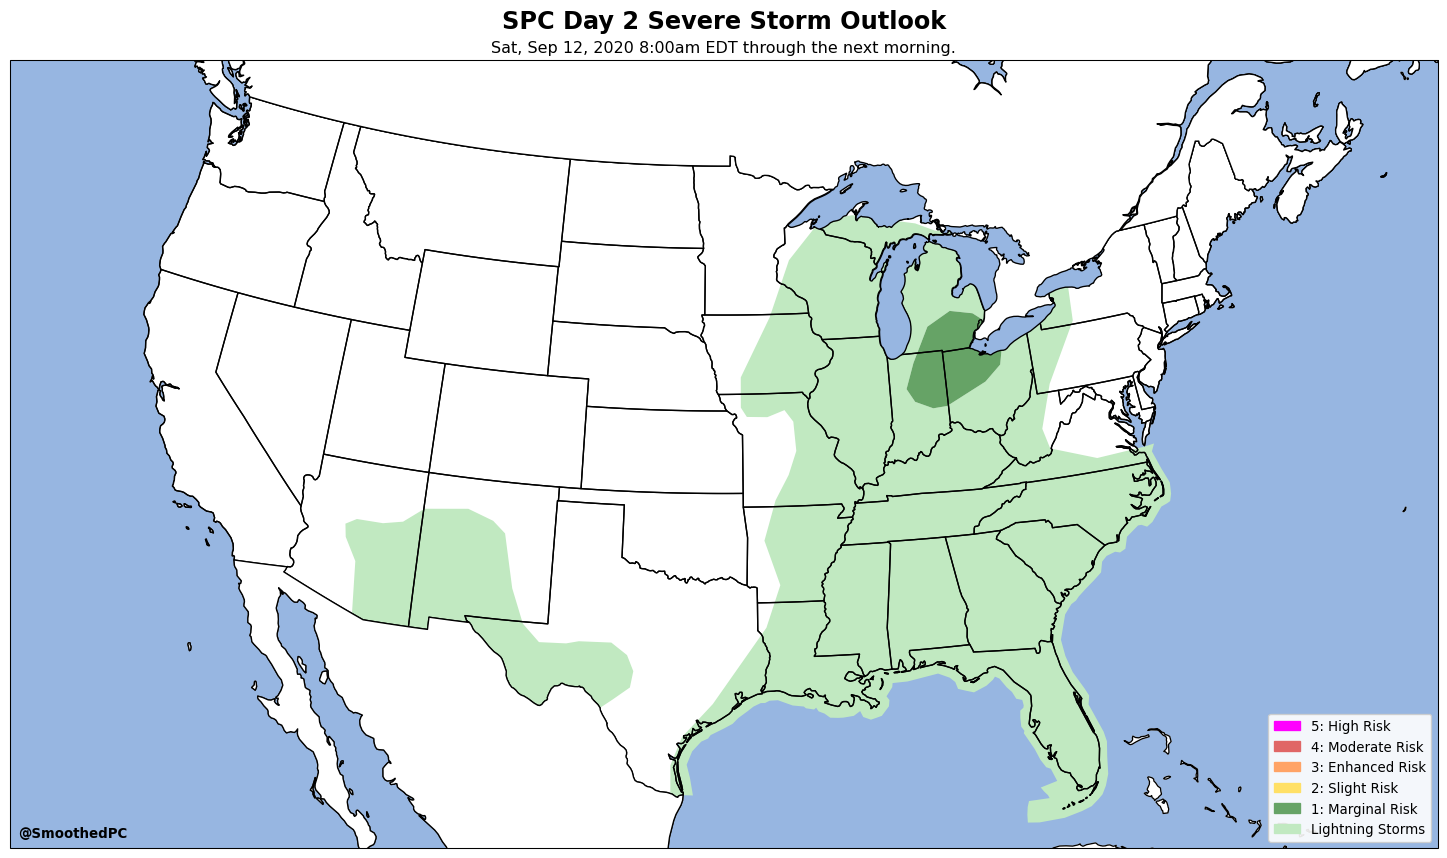 SPC Day 2 Severe Storm Outlook
Sat, Sep 12, 2020 8:00am EDT through the next morning.
5: High Risk
4: Moderate Risk
3: Enhanced Risk
2: Slight Risk
1: Marginal Risk
Lightning Storms
@SmoothedPC